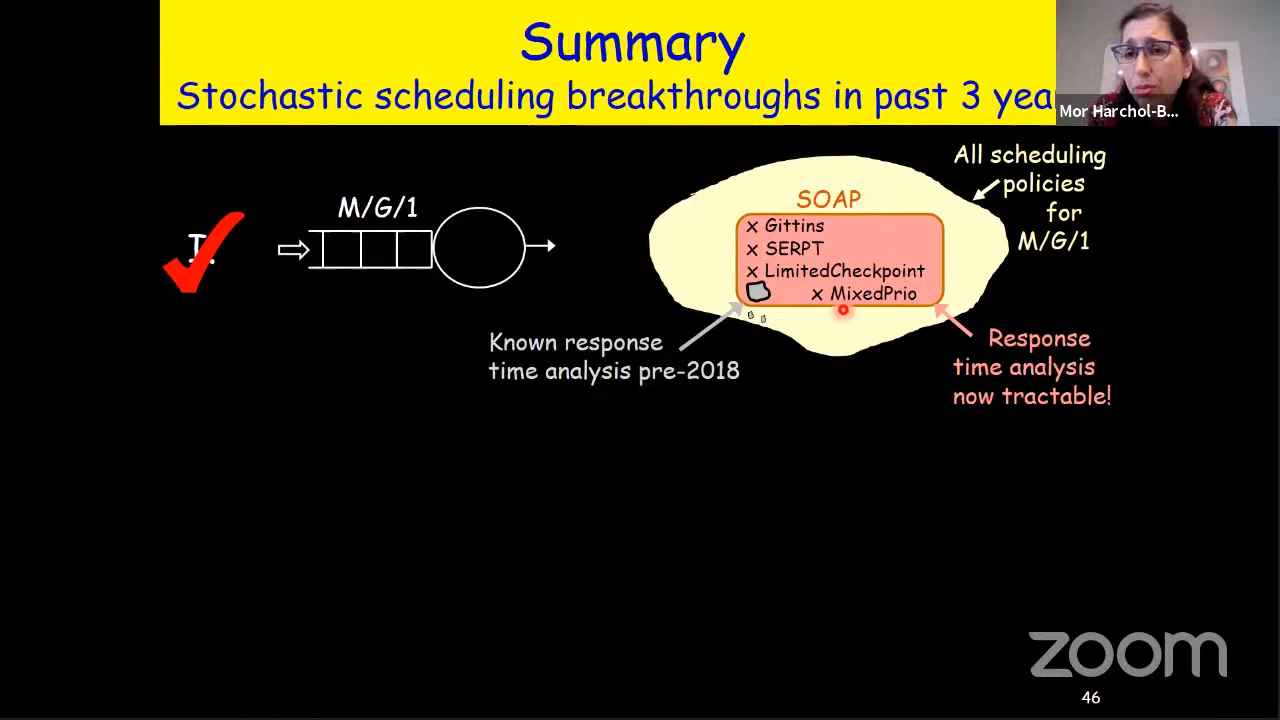 Summary
Stochastic scheduling breakthroughs in past 3 yea
Mor Harchol-B...
All scheduling
policies
for
M/G/1
M/G/1
I.
SOAP
x Gittins
x SERPT
x LimitedCheckpoint
x MixedPrio
Known response
time analysis pre-2018
Response
time analysis
now tractable!
zoom
46